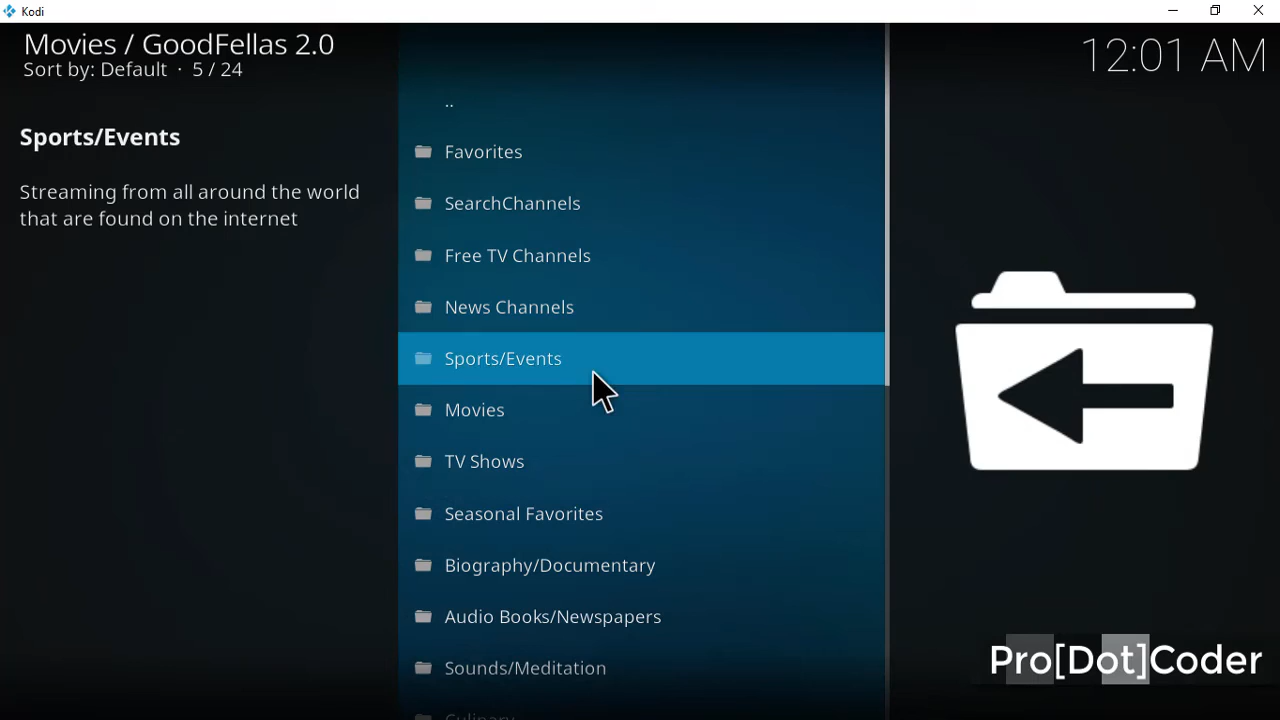 Kodi
Movies / GoodFellas 2.0
Sort by: Default · 5 / 24
12:01 AM
Sports/Events
Streaming from all around the world
that are found on the internet
..
Favorites
SearchChannels
Free TV Channels
News Channels
Sports/Events
Movies
TV Shows
Seasonal Favorites
Biography/Documentary
Audio Books/Newspapers
Sounds/Meditation
Culinary
Pro[Dot]Coder